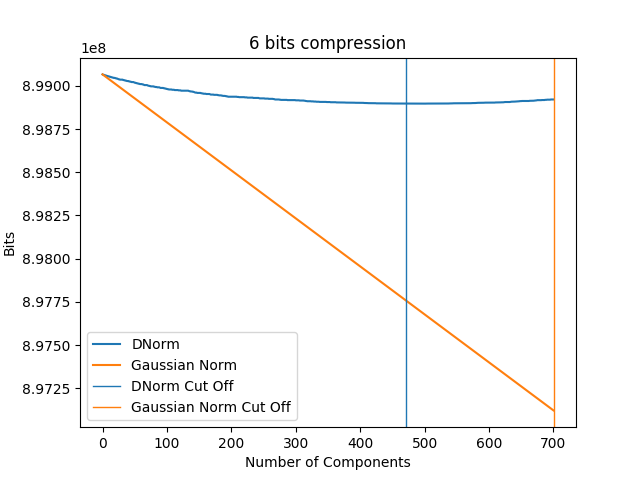 6 bits compression
1e8
8.9900
8.9875
8.9850
8.9825
8.9800
8.9775
8.9750
8.9725
Bits
DNorm
Gaussian Norm
DNorm Cut Off
Gaussian Norm Cut Off
0 100 200 300 400 500 600 700
Number of Components